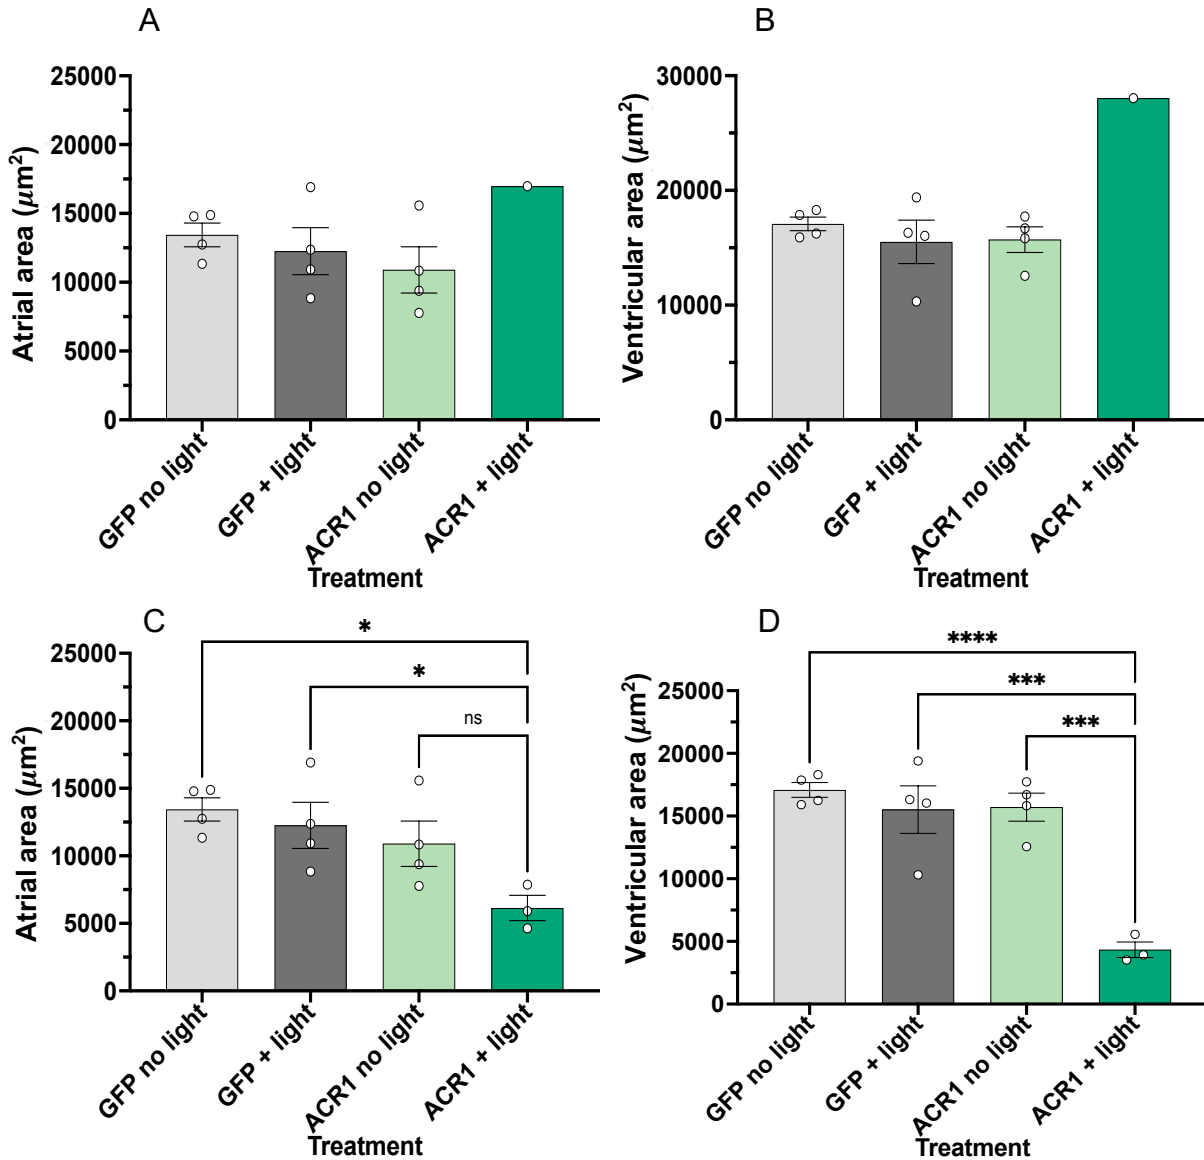 A
Atrial area (μm²)
25000
20000
15000
10000
5000
0
GFP no light
GFP + light
ACR1 no light
ACR1 + light
Treatment
B
Ventricular area (μm²)
30000
20000
10000
0
GFP no light
GFP + light
ACR1 no light
ACR1 + light
Treatment
C
*
*
ns
Atrial area (μm²)
25000
20000
15000
10000
5000
0
GFP no light
GFP + light
ACR1 no light
ACR1 + light
Treatment
D
****
***
***
Ventricular area (μm²)
25000
20000
15000
10000
5000
0
GFP no light
GFP + light
ACR1 no light
ACR1 + light
Treatment